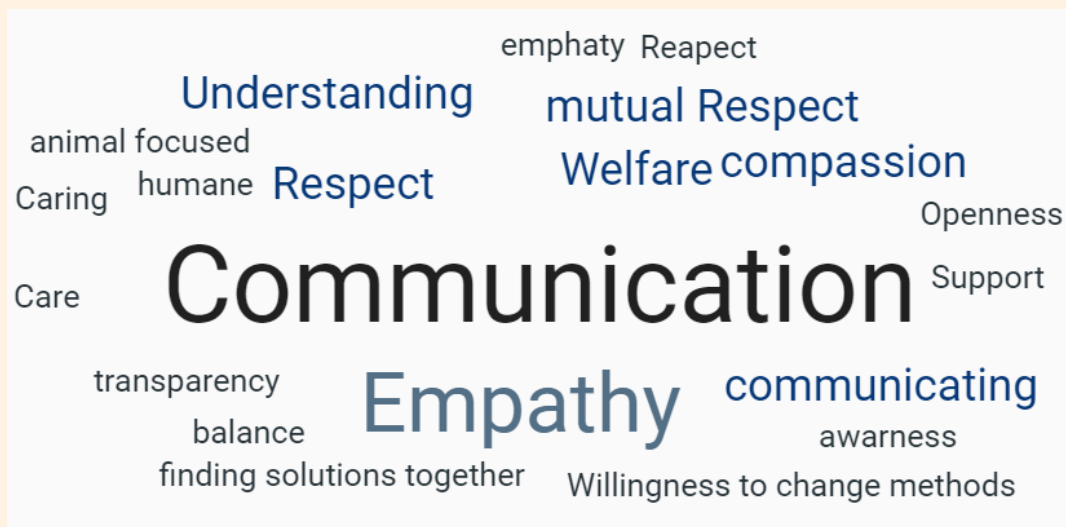 emphaty Reapect
Understanding
mutual Respect
animal focused
Welfare compassion
humane
Respect
Caring
Openness
Communication
Support
Care
transparency
Empathy
communicating
balance
awarness
finding solutions together
Willingness to change methods